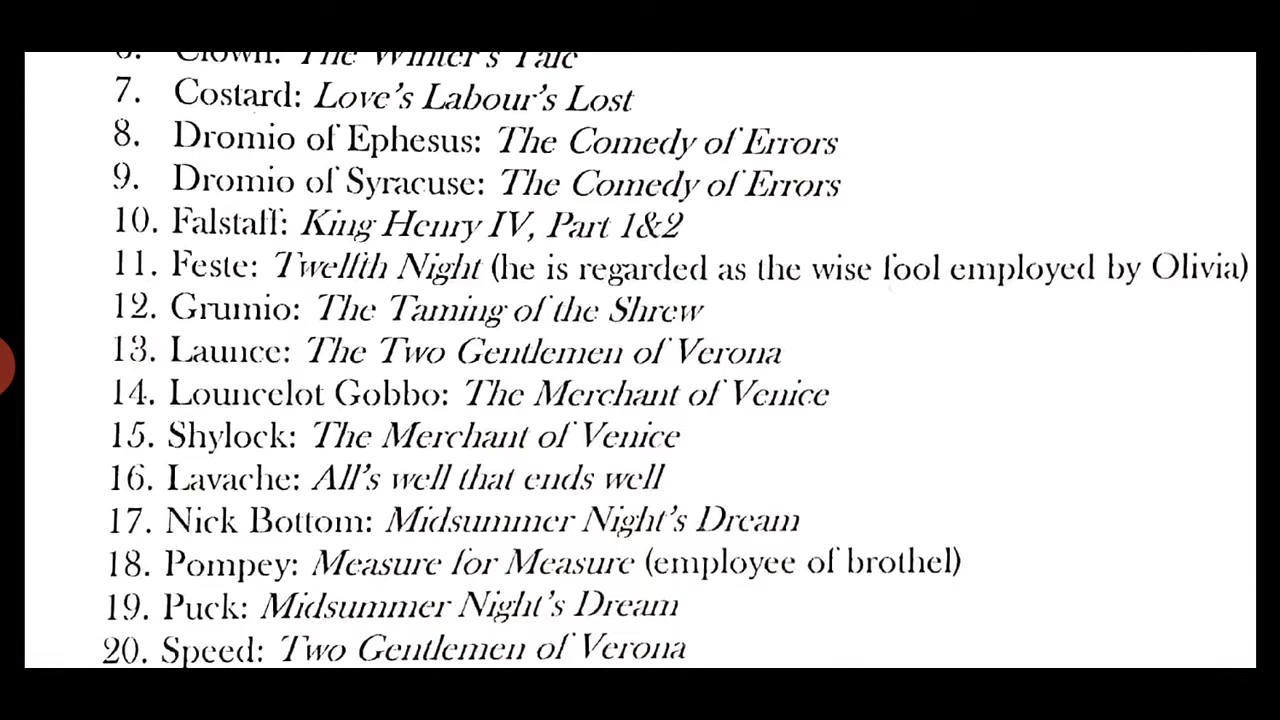 6. Clown: The Winter's Tale
7. Costard: Love's Labour's Lost
8. Dromio of Ephesus: The Comedy of Errors
9. Dromio of Syracuse: The Comedy of Errors
10. Falstaff: King Henry IV, Part 1&2
11. Feste: Twelfth Night (he is regarded as the wise fool employed by Olivia)
12. Grumio: The Taming of the Shrew
13. Launce: The Two Gentlemen of Verona
14. Louncelot Gobbo: The Merchant of Venice
15. Shylock: The Merchant of Venice
16. Lavache: All's well that ends well
17. Nick Bottom: Midsummer Night's Dream
18. Pompey: Measure for Measure (employee of brothel)
19. Puck: Midsummer Night's Dream
20. Speed: Two Gentlemen of Verona